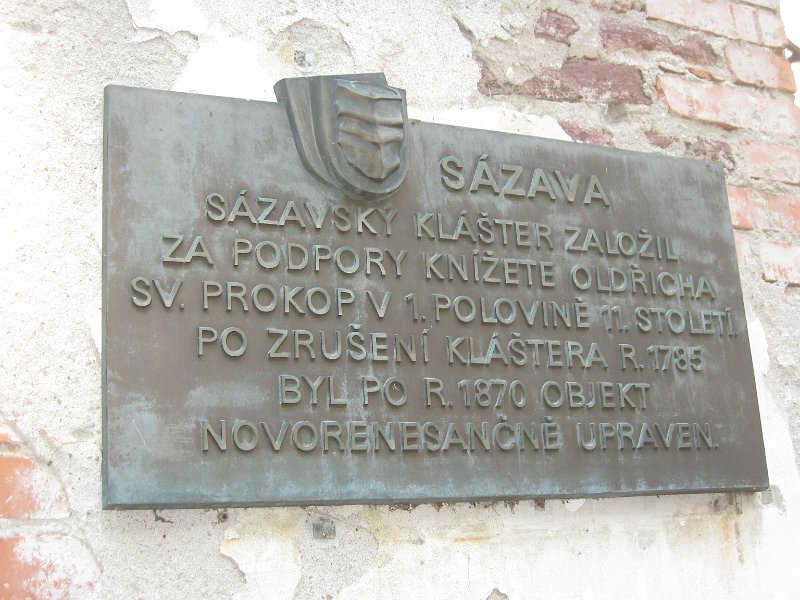 SÁZAVA
SÁZAVSKÝ KLÁŠTER ZALOŽIL
ZA PODPORY KNÍŽETE OLDŘICHA
SV. PROKOP V 1. POLOVINĚ 11. STOLETÍ.
PO ZRUŠENÍ KLÁŠTERA R. 1785
BYL PO R. 1870 OBJEKT
NOVORENESANČNĚ UPRAVEN.